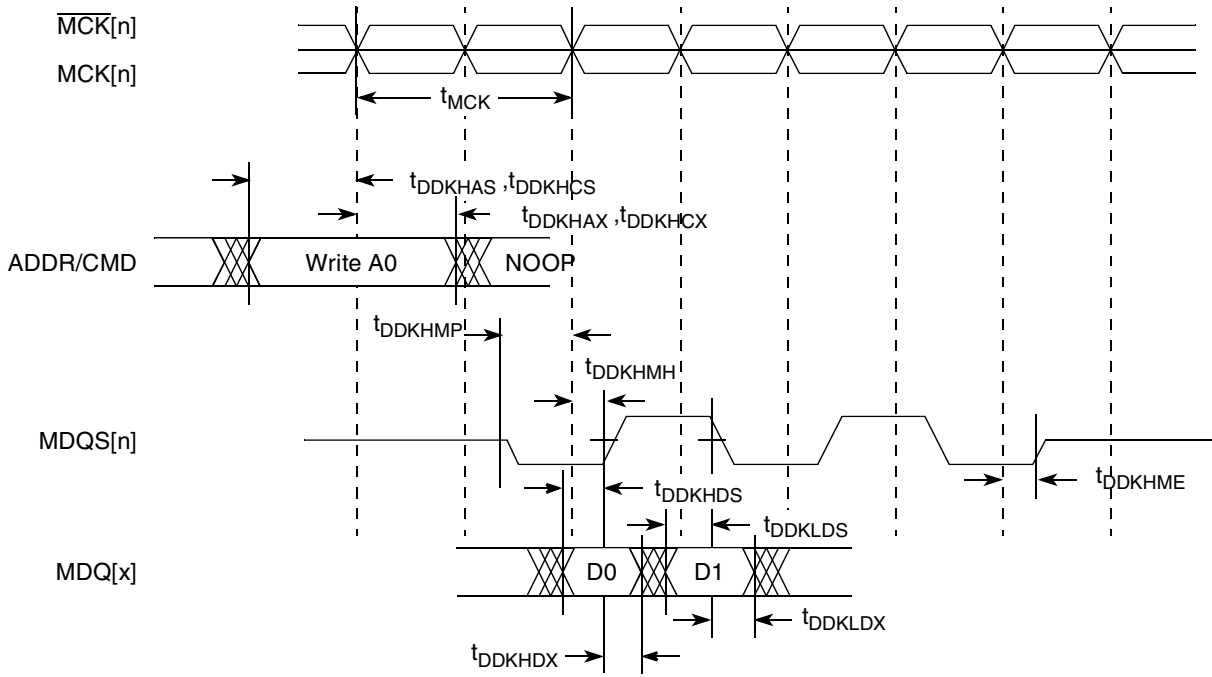 MCK[n]
MCK[n]
tMCK
tDDKHAS ,tDDKHCS
tDDKHAX ,tDDKHCX
ADDR/CMD
Write A0
NOOP
tDDKHMP
tDDKHMH
MDQS[n]
tDDKHME
tDDKHDS
tDDKLDS
MDQ[x]
D0
D1
tDDKLDX
tDDKHDX